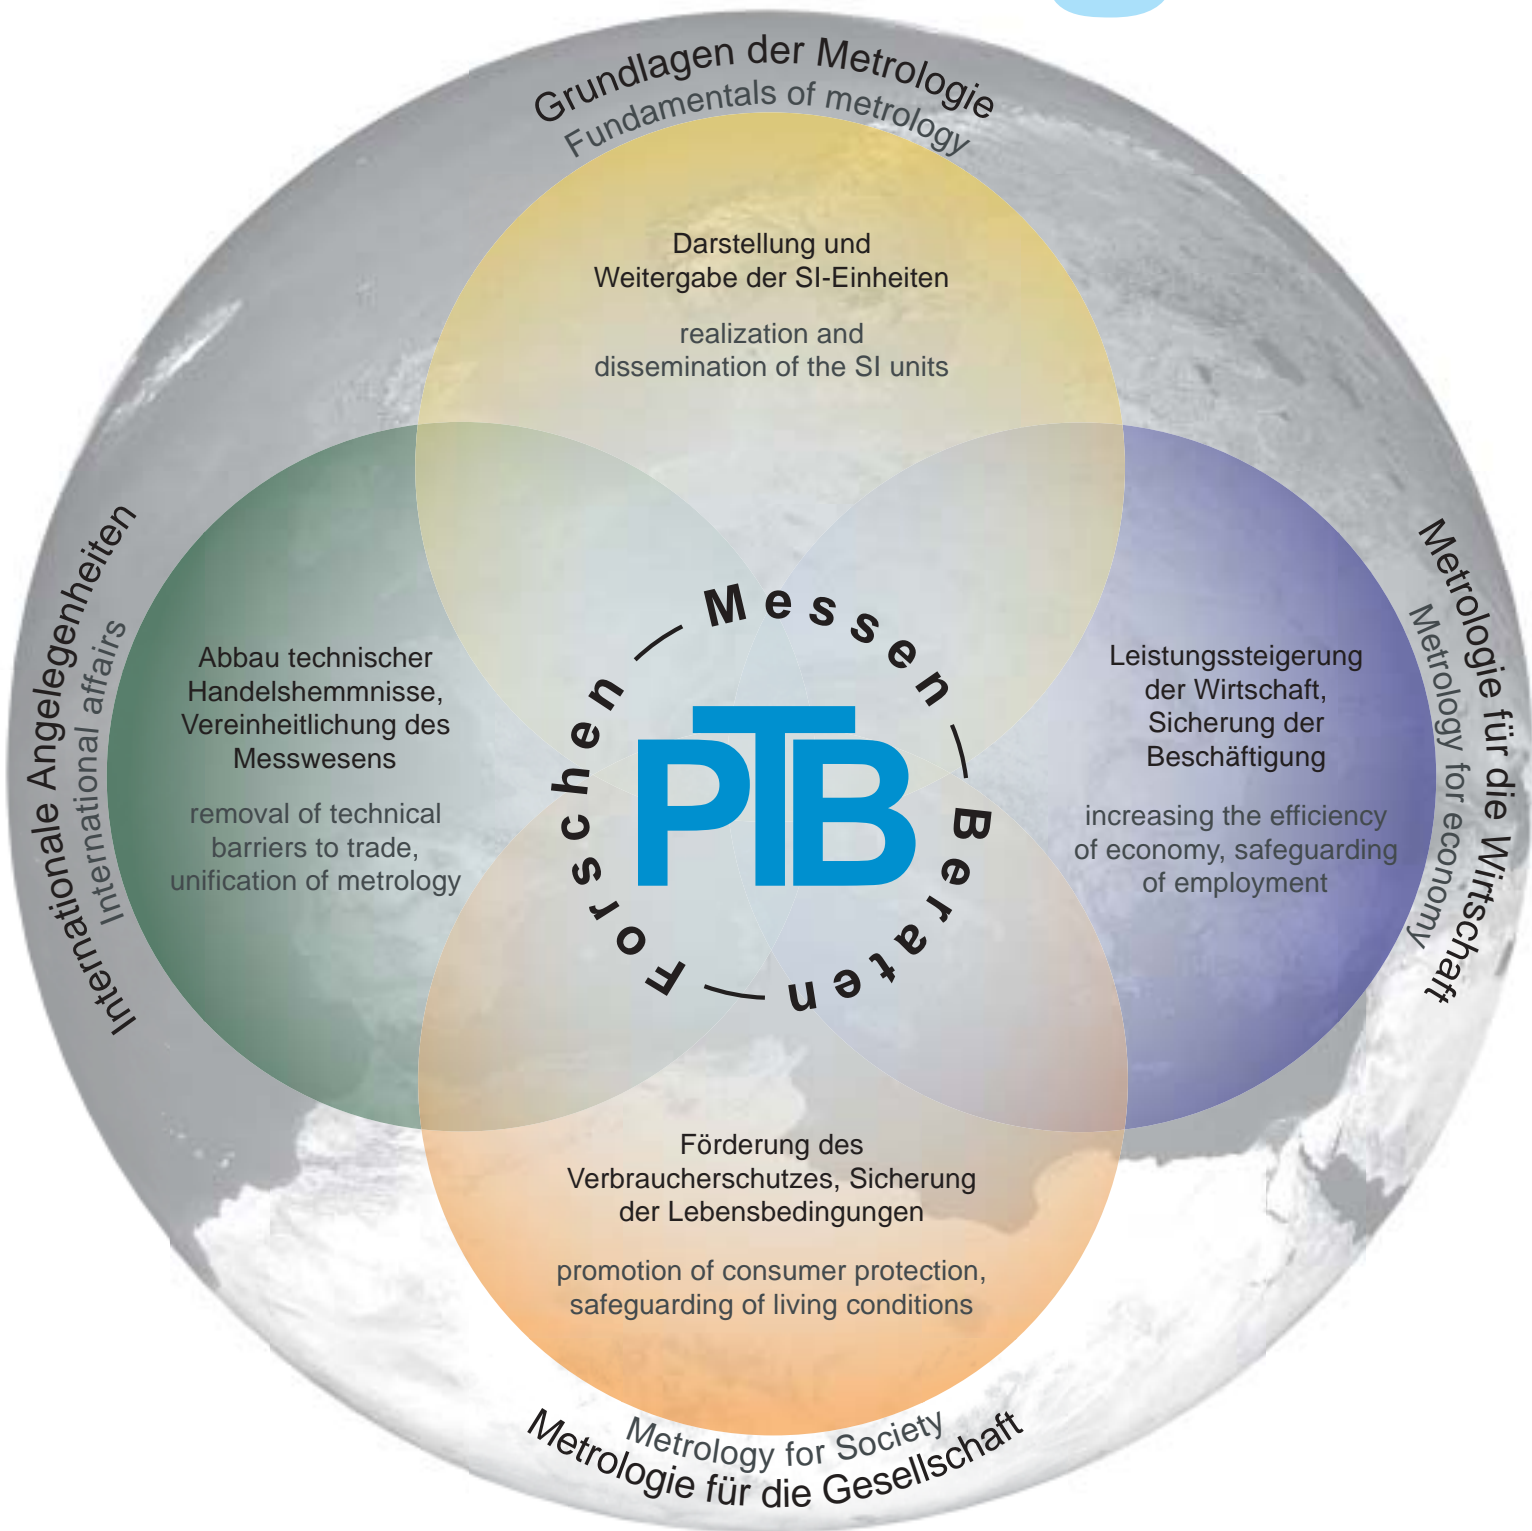 Grundlagen der Metrologie
Fundamentals of metrology
Darstellung und
Weitergabe der SI-Einheiten
realization and
dissemination of the SI units
Internationale Angelegenheiten
International affairs
Abbau technischer
Handelshemmnisse,
Vereinheitlichung des
Messwesens
removal of technical
barriers to trade,
unification of metrology
Forschen — Messen — Beraten —
PTB
Leistungssteigerung
der Wirtschaft,
Sicherung der
Beschäftigung
increasing the efficiency
of economy, safeguarding
of employment
Metrologie für die Wirtschaft
Metrology for economy
Förderung des
Verbraucherschutzes, Sicherung
der Lebensbedingungen
promotion of consumer protection,
safeguarding of living conditions
Metrology for Society
Metrologie für die Gesellschaft